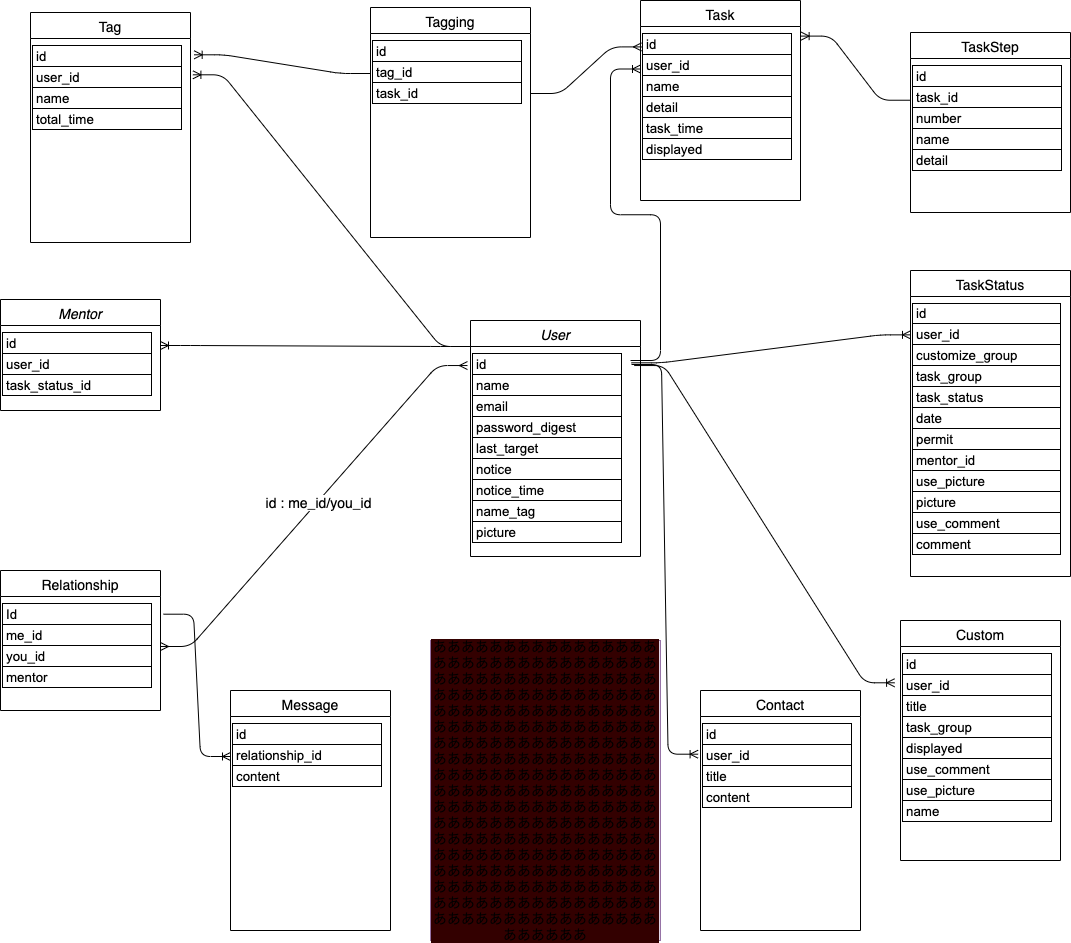 Tag
id
user_id
name
total_time
Tagging
id
tag_id
task_id
Task
id
user_id
name
detail
task_time
displayed
TaskStep
id
task_id
number
name
detail
Mentor
id
user_id
task_status_id
User
id
name
email
password_digest
last_target
notice
notice_time
name_tag
picture
TaskStatus
id
user_id
customize_group
task_group
task_status
date
permit
mentor_id
use_picture
picture
use_comment
comment
id : me_id/you_id
Relationship
Id
me_id
you_id
mentor
Message
id
relationship_id
content
Contact
id
user_id
title
content
Custom
id
user_id
title
task_group
displayed
use_comment
use_picture
name